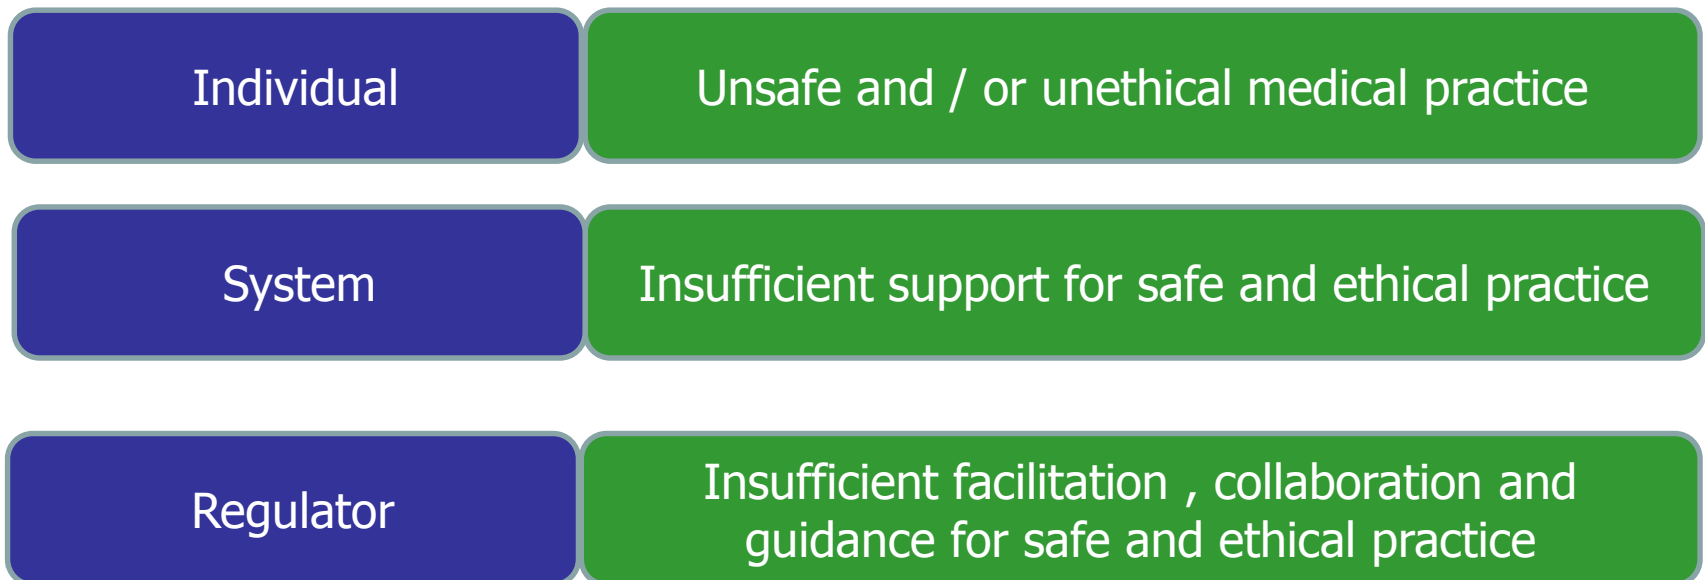 Individual
Unsafe and / or unethical medical practice
System
Insufficient support for safe and ethical practice
Regulator
Insufficient facilitation , collaboration and
guidance for safe and ethical practice